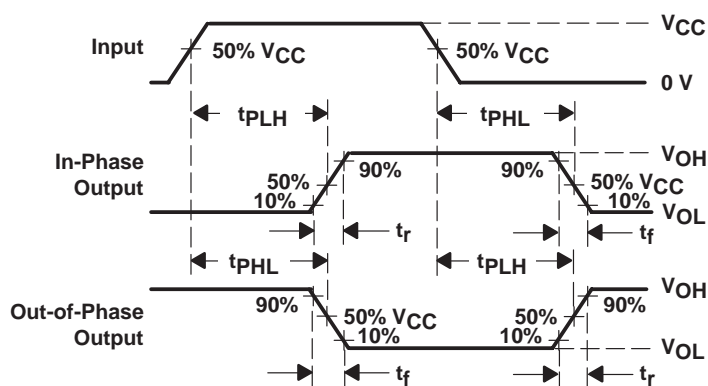 VCC
Input
50% VCC
50% VCC
0 V
tPLH
tPHL
In-Phase
Output
VOH
90%
90%
50%
50% VCC
10%
10%
VOL
tr
tf
tPHL
tPLH
Out-of-Phase
Output
VOH
90%
90%
50% VCC
50%
10%
10%
VOL
tf
tr